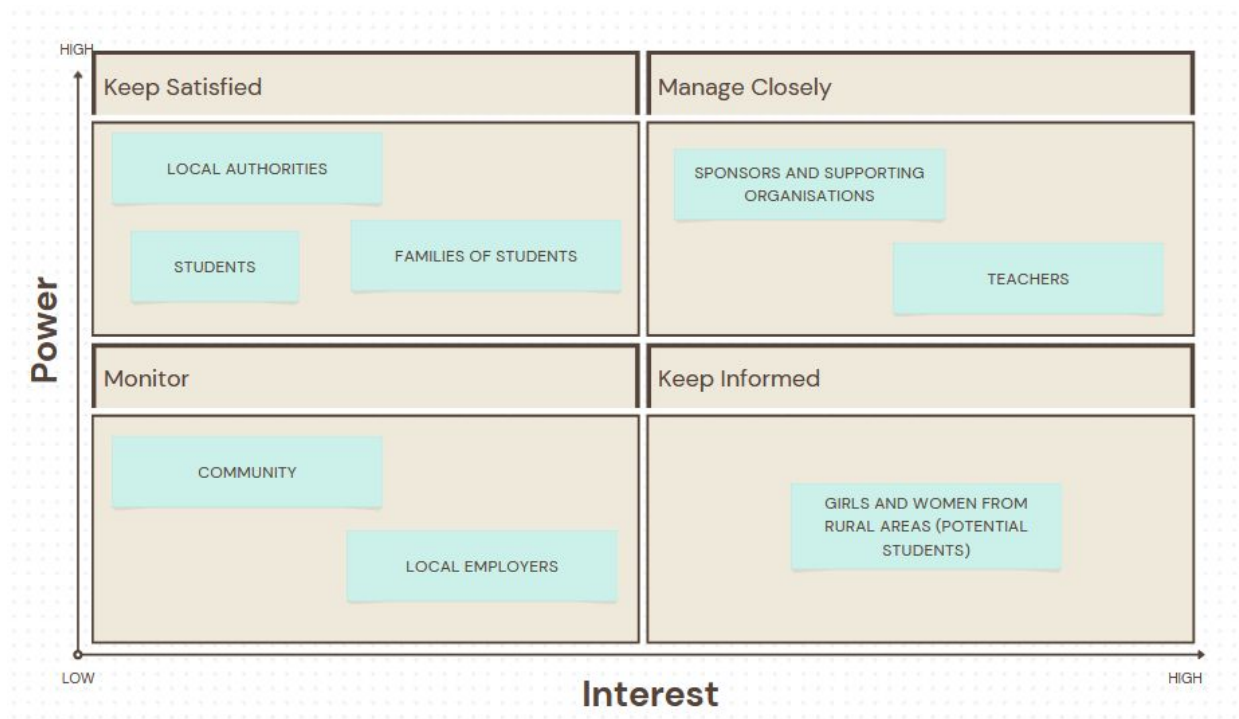 HIGH
Keep Satisfied
Manage Closely
LOCAL AUTHORITIES
SPONSORS AND SUPPORTING
ORGANISATIONS
STUDENTS
FAMILIES OF STUDENTS
TEACHERS
Power
Monitor
Keep Informed
COMMUNITY
LOCAL EMPLOYERS
GIRLS AND WOMEN FROM
RURAL AREAS (POTENTIAL
STUDENTS)
LOW
HIGH
Interest